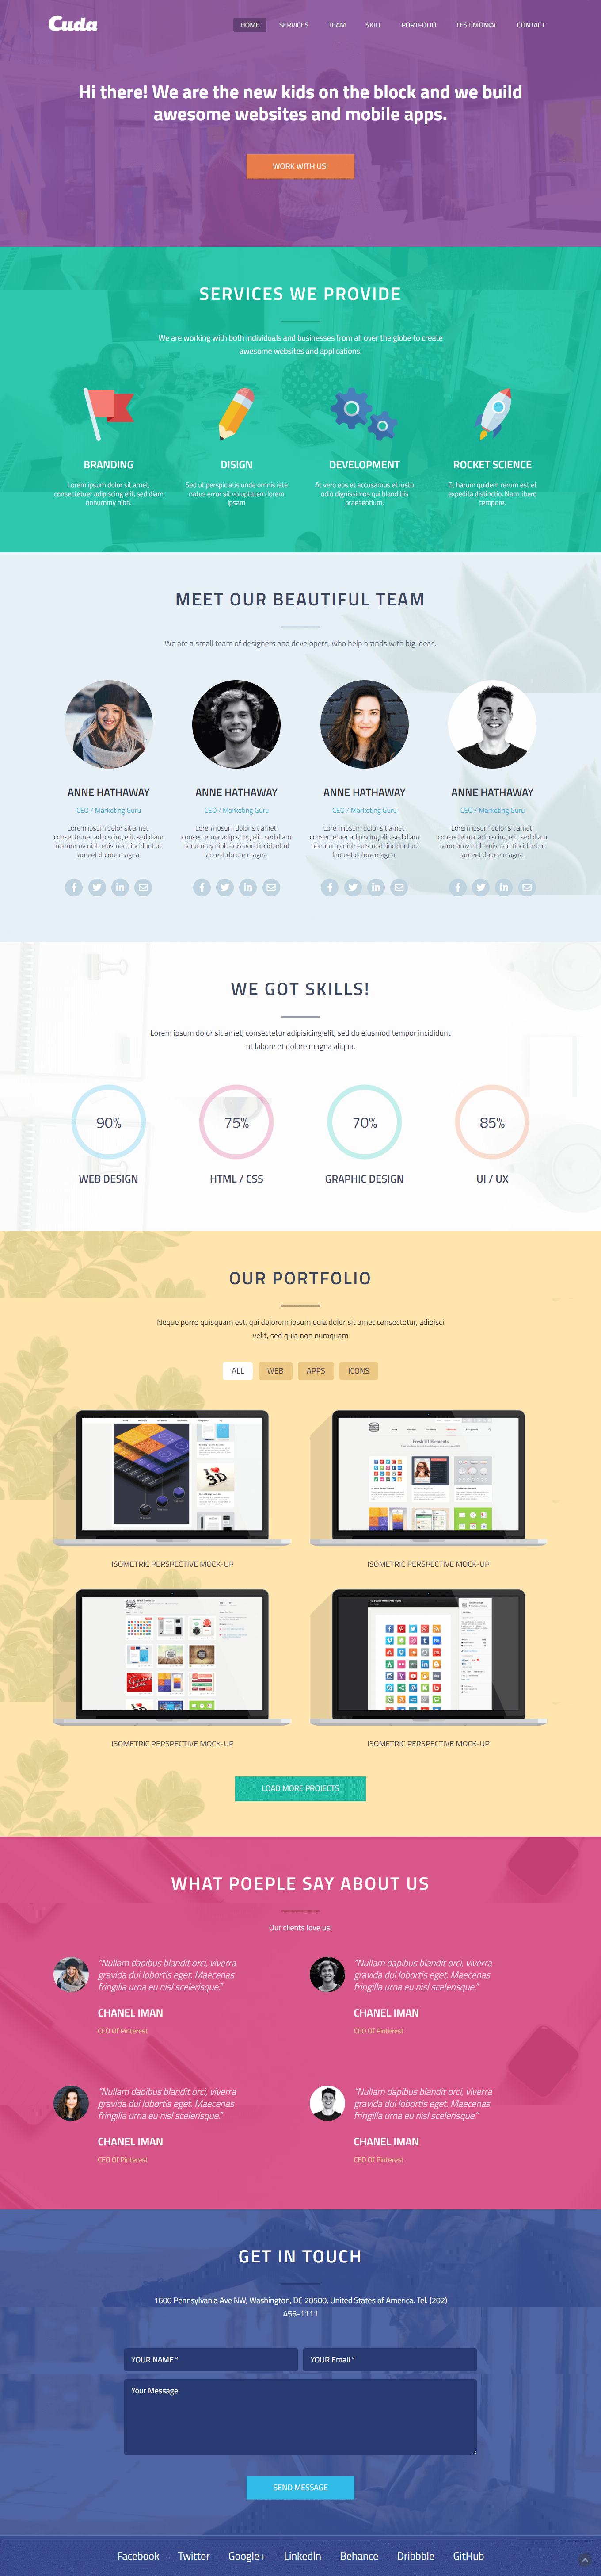 Cuda
HOME SERVICES TEAM SKILL PORTFOLIO TESTIMONIAL CONTACT
Hi there! We are the new kids on the block and we build
awesome websites and mobile apps.
WORK WITH US!
SERVICES WE PROVIDE
We are working with both individuals and businesses from all over the globe to create
awesome websites and applications.
BRANDING
Lorem ipsum dolor sit amet,
consectetuer adipiscing elit, sed diam
nonummy nibh.
DISIGN
Sed ut perspiciatis unde omnis iste
natus error sit voluptatem lorem
ipsam
DEVELOPMENT
At vero eos et accusamus et iusto
odio dignissimos qui blanditiis
praesentium.
ROCKET SCIENCE
Et harum quidem rerum est et
expedita distinctio. Nam libero
tempore.
MEET OUR BEAUTIFUL TEAM
We are a small team of designers and developers, who help brands with big ideas.
ANNE HATHAWAY
CEO / Marketing Guru
Lorem ipsum dolor sit amet,
consectetuer adipiscing elit, sed diam
nonummy nibh euismod tincidunt ut
laoreet dolore magna.
ANNE HATHAWAY
CEO / Marketing Guru
Lorem ipsum dolor sit amet,
consectetuer adipiscing elit, sed diam
nonummy nibh euismod tincidunt ut
laoreet dolore magna.
ANNE HATHAWAY
CEO / Marketing Guru
Lorem ipsum dolor sit amet,
consectetuer adipiscing elit, sed diam
nonummy nibh euismod tincidunt ut
laoreet dolore magna.
ANNE HATHAWAY
CEO / Marketing Guru
Lorem ipsum dolor sit amet,
consectetuer adipiscing elit, sed diam
nonummy nibh euismod tincidunt ut
laoreet dolore magna.
WE GOT SKILLS!
Lorem ipsum dolor sit amet, consectetur adipisicing elit, sed do eiusmod tempor incididunt
ut labore et dolore magna aliqua.
90%
WEB DESIGN
75%
HTML / CSS
70%
GRAPHIC DESIGN
85%
UI / UX
OUR PORTFOLIO
Neque porro quisquam est, qui dolorem ipsum quia dolor sit amet consectetur, adipisci
velit, sed quia non numquam
ALL WEB APPS ICONS
ISOMETRIC PERSPECTIVE MOCK-UP
ISOMETRIC PERSPECTIVE MOCK-UP
ISOMETRIC PERSPECTIVE MOCK-UP
ISOMETRIC PERSPECTIVE MOCK-UP
LOAD MORE PROJECTS
WHAT POEPLE SAY ABOUT US
Our clients love us!
"Nullam dapibus blandit orci, viverra
gravida dui lobortis eget. Maecenas
fringilla urna eu nisl scelerisque."
CHANEL IMAN
CEO Of Pinterest
"Nullam dapibus blandit orci, viverra
gravida dui lobortis eget. Maecenas
fringilla urna eu nisl scelerisque."
CHANEL IMAN
CEO Of Pinterest
"Nullam dapibus blandit orci, viverra
gravida dui lobortis eget. Maecenas
fringilla urna eu nisl scelerisque."
CHANEL IMAN
CEO Of Pinterest
"Nullam dapibus blandit orci, viverra
gravida dui lobortis eget. Maecenas
fringilla urna eu nisl scelerisque."
CHANEL IMAN
CEO Of Pinterest
GET IN TOUCH
1600 Pennsylvania Ave NW, Washington, DC 20500, United States of America. Tel: (202)
456-1111
YOUR NAME * YOUR Email *
Your Message
SEND MESSAGE
Facebook Twitter Google+ LinkedIn Behance Dribbble GitHub